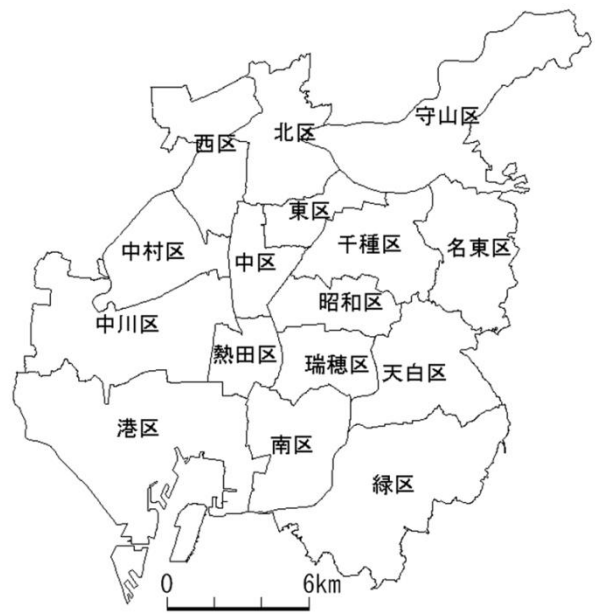 守山区
北区
西区
東区
千種区
名東区
中村区
中区
昭和区
中川区
熱田区
瑞穂区
天白区
港区
南区
緑区
0 6km